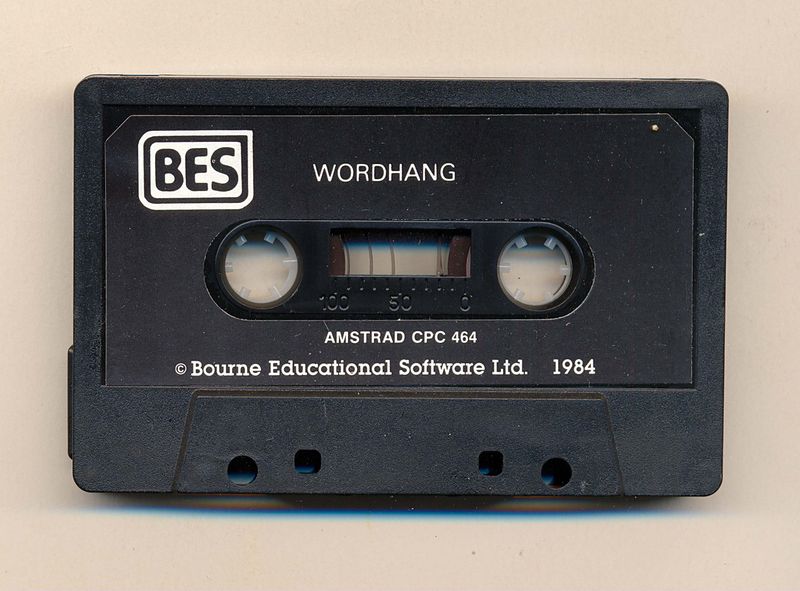 BES
WORDHANG
100 50 0
AMSTRAD CPC 464
© Bourne Educational Software Ltd. 1984